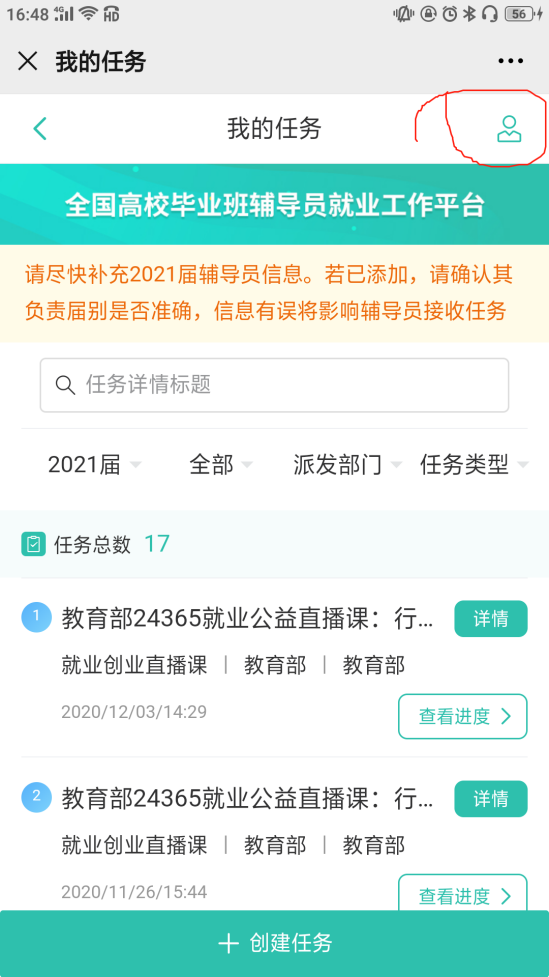 16:48 4G HD 56
我的任务
我的任务
全国高校毕业班辅导员就业工作平台
请尽快补充2021届辅导员信息。若已添加，请确认其
负责届别是否准确，信息有误将影响辅导员接收任务
任务详情标题
2021届 全部 派发部门 任务类型
任务总数 17
1 教育部24365就业公益直播课：行... 详情
就业创业直播课 | 教育部 | 教育部
2020/12/03/14:29 查看进度
2 教育部24365就业公益直播课：行... 详情
就业创业直播课 | 教育部 | 教育部
2020/11/26/15:44 查看进度
创建任务